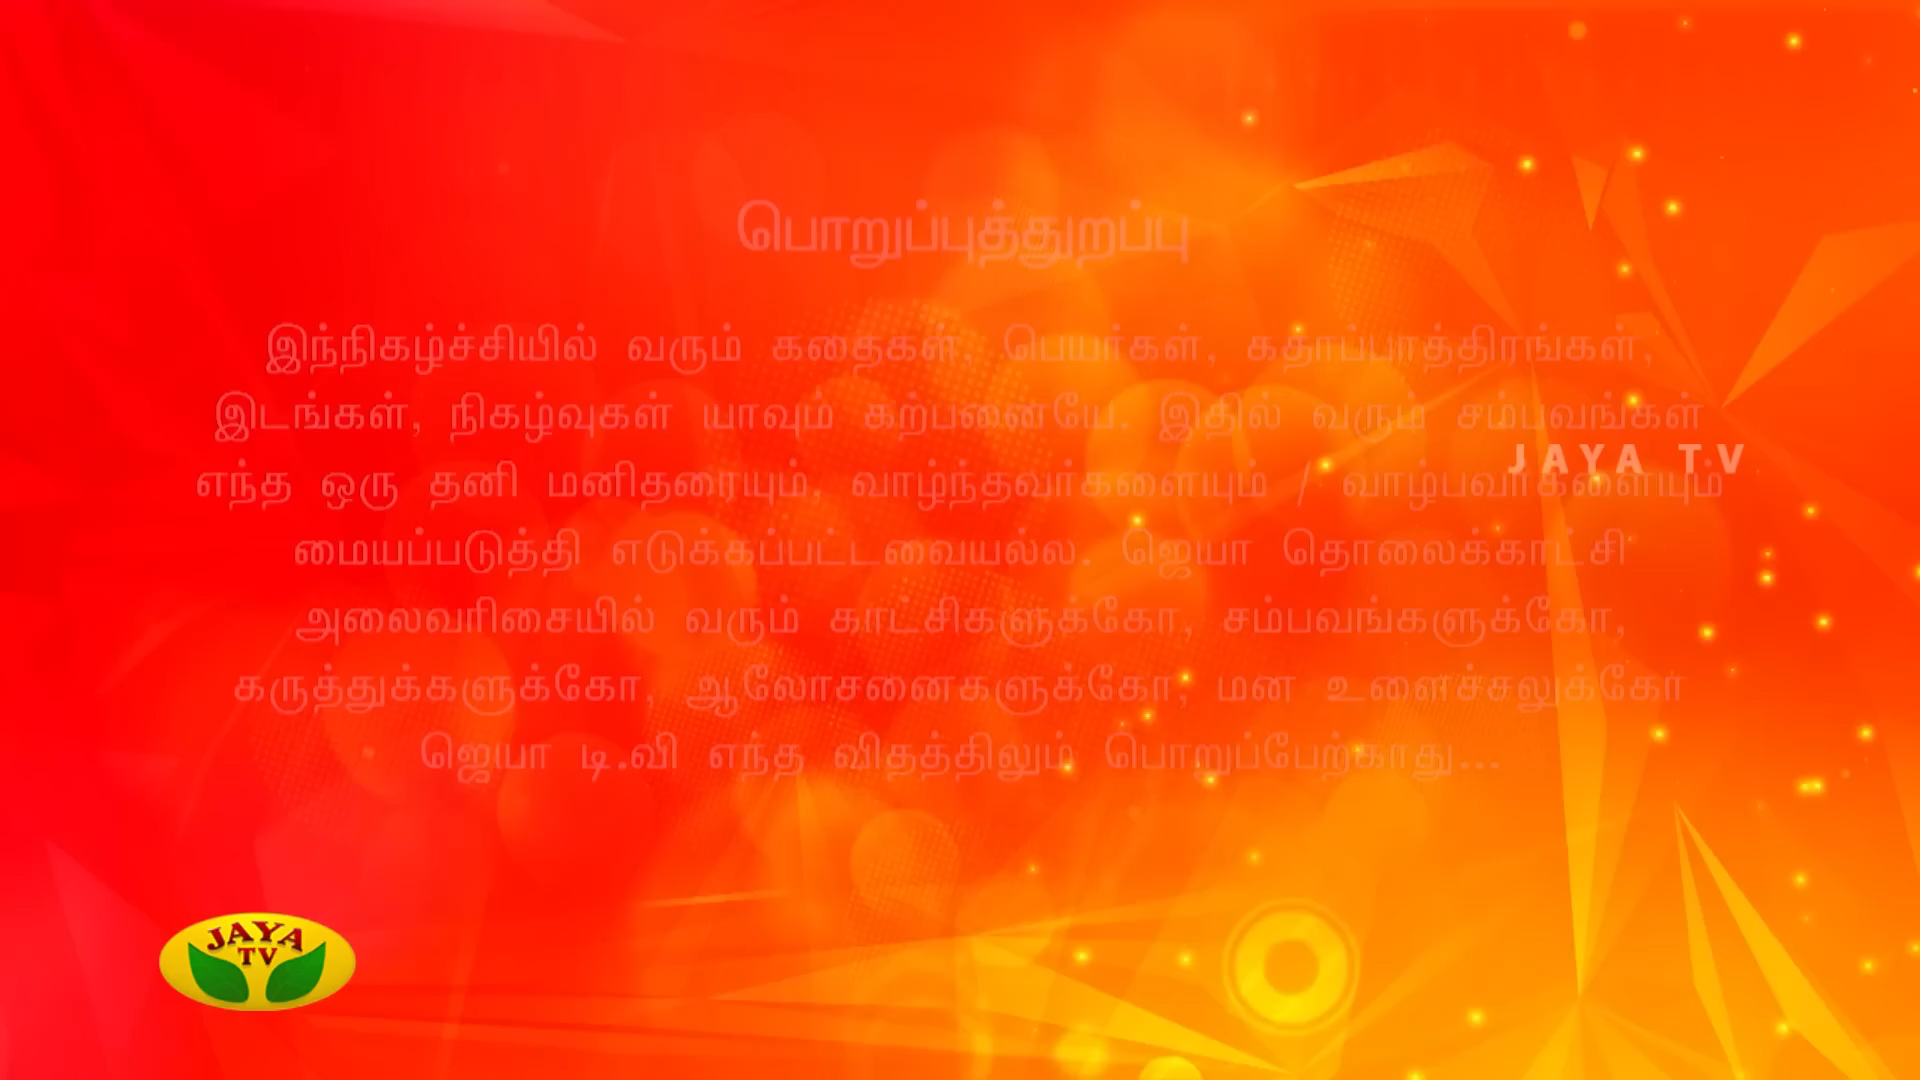 பொறுப்புத்துறப்பு
இந்நிகழ்ச்சியில் வரும் கதைகள், பெயர்கள், கதாப்பாத்திரங்கள்,
இடங்கள், நிகழ்வுகள் யாவும் கற்பனையே. இதில் வரும் சம்பவங்கள்
JAYA TV
எந்த ஒரு தனி மனிதரையும், வாழ்ந்தவர்களையும் / வாழ்பவர்களையும்
மையப்படுத்தி எடுக்கப்பட்டவையல்ல. ஜெயா தொலைக்காட்சி
அலைவரிசையில் வரும் காட்சிகளுக்கோ, சம்பவங்களுக்கோ,
கருத்துக்களுக்கோ, ஆலோசனைகளுக்கோ, மன உளைச்சலுக்கோ
ஜெயா டி.வி எந்த விதத்திலும் பொறுப்பேற்காது...
JAYA
TV